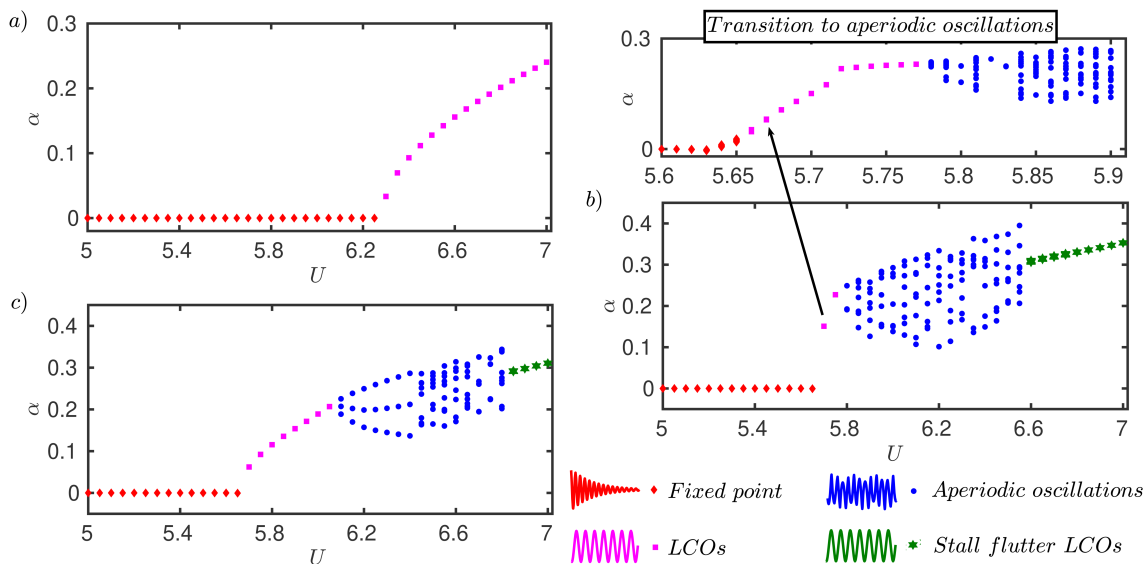 a)
0.3
0.2
0.1
0
α
5 5.4 5.8 6.2 6.6 7
U
Transition to aperiodic oscillations
0.3
0
α
5.6 5.65 5.7 5.75 5.8 5.85 5.9
b)
0.4
0.3
0.2
0.1
0
α
5 5.4 5.8 6.2 6.6 7
U
c)
0.4
0.3
0.2
0.1
0
α
5 5.4 5.8 6.2 6.6 7
U
Fixed point
Aperiodic oscillations
LCOs
Stall flutter LCOs